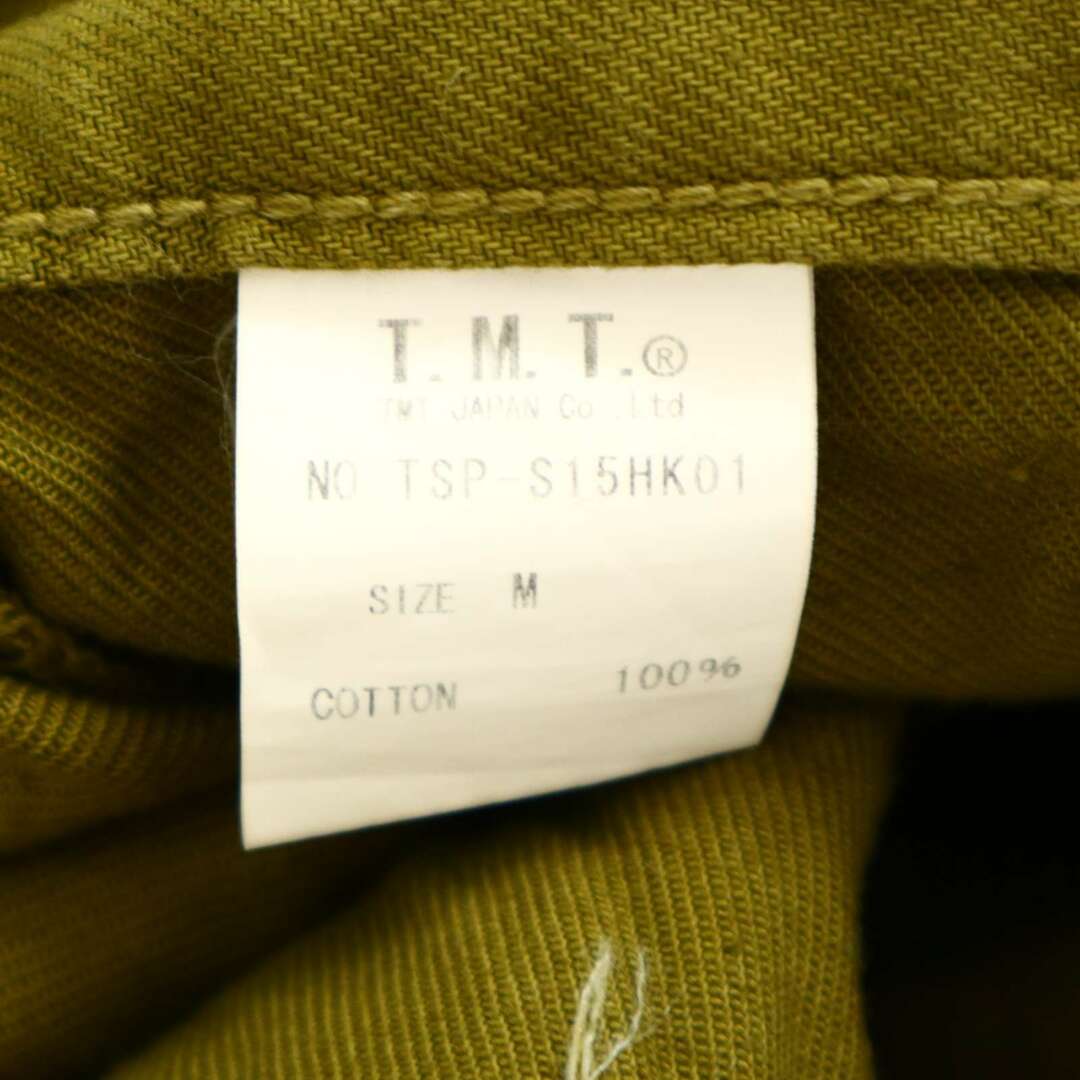 T.M.T.®
TMT JAPAN Co.,Ltd
NO TSP-S15HK01
SIZE M
COTTON 100%